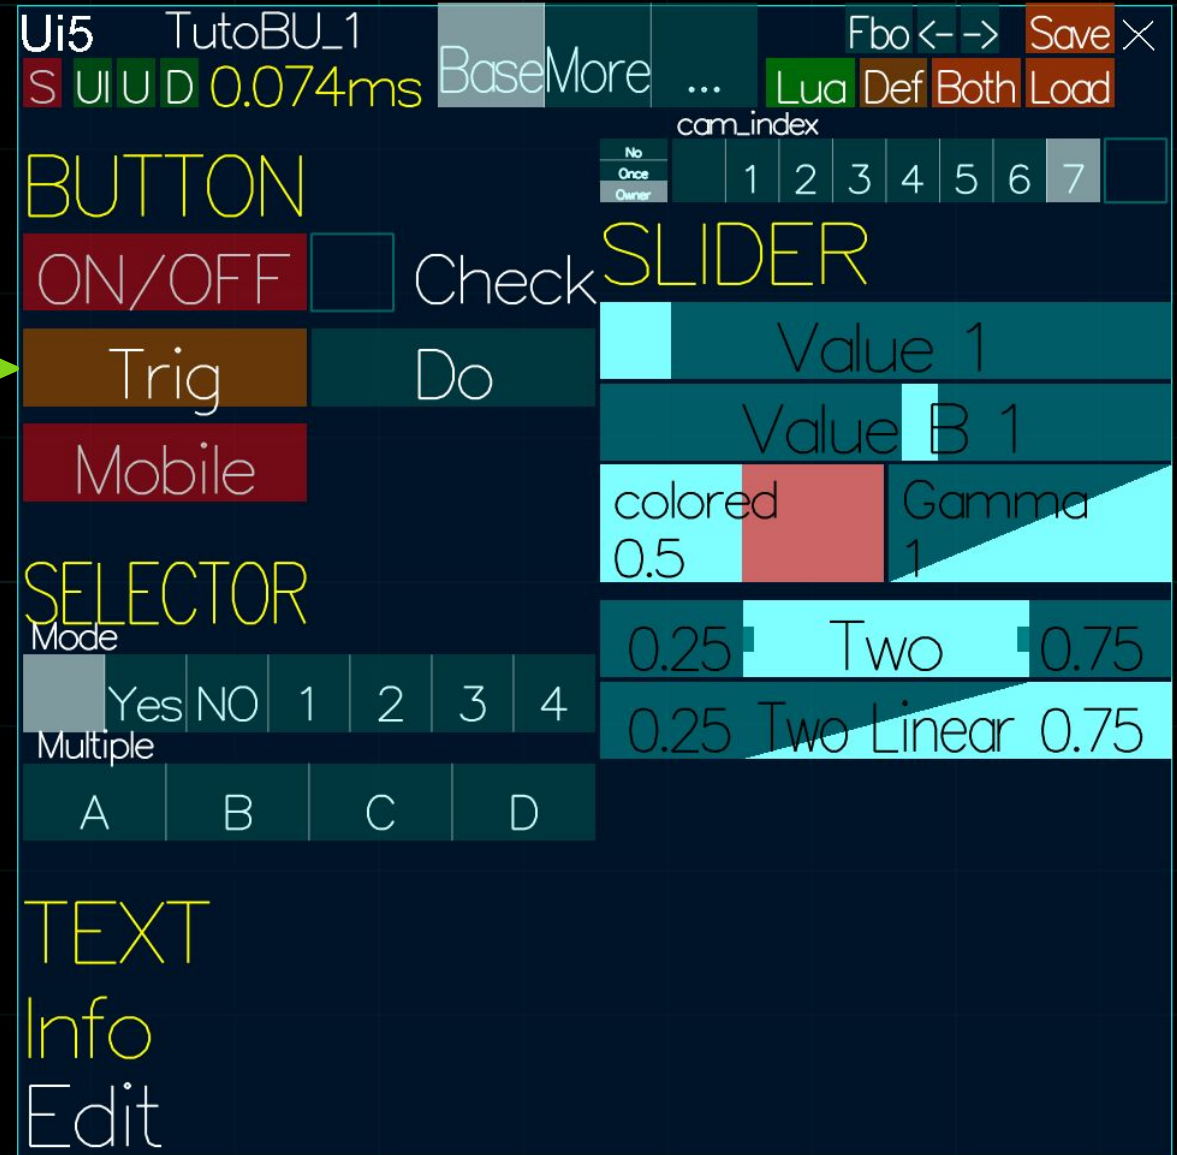 Ui5 TutoBU_1 Base More ... Fbo <- -> Save
S UI U D 0.074ms Lua Def Both Load
cam_index
No
Once
Owner
1 2 3 4 5 6 7
BUTTON
ON/OFF Check
Trig Do
Mobile
SELECTOR
Mode
Yes NO 1 2 3 4
Multiple
A B C D
TEXT
Info
Edit
SLIDER
Value 1
Value B 1
colored
0.5
Gamma
1
0.25 Two 0.75
0.25 Two Linear 0.75